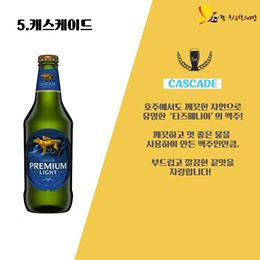 5.캐스케이드
CASCADE
호주에서도 깨끗한 자연으로
유명한 '타즈매니아'의 맥주!
깨끗하고 맛 좋은 물을
사용하여 만든 맥주인만큼,
부드럽고 깔끔한 끝맛을
자랑합니다!
CASCADE
PREMIUM
LIGHT